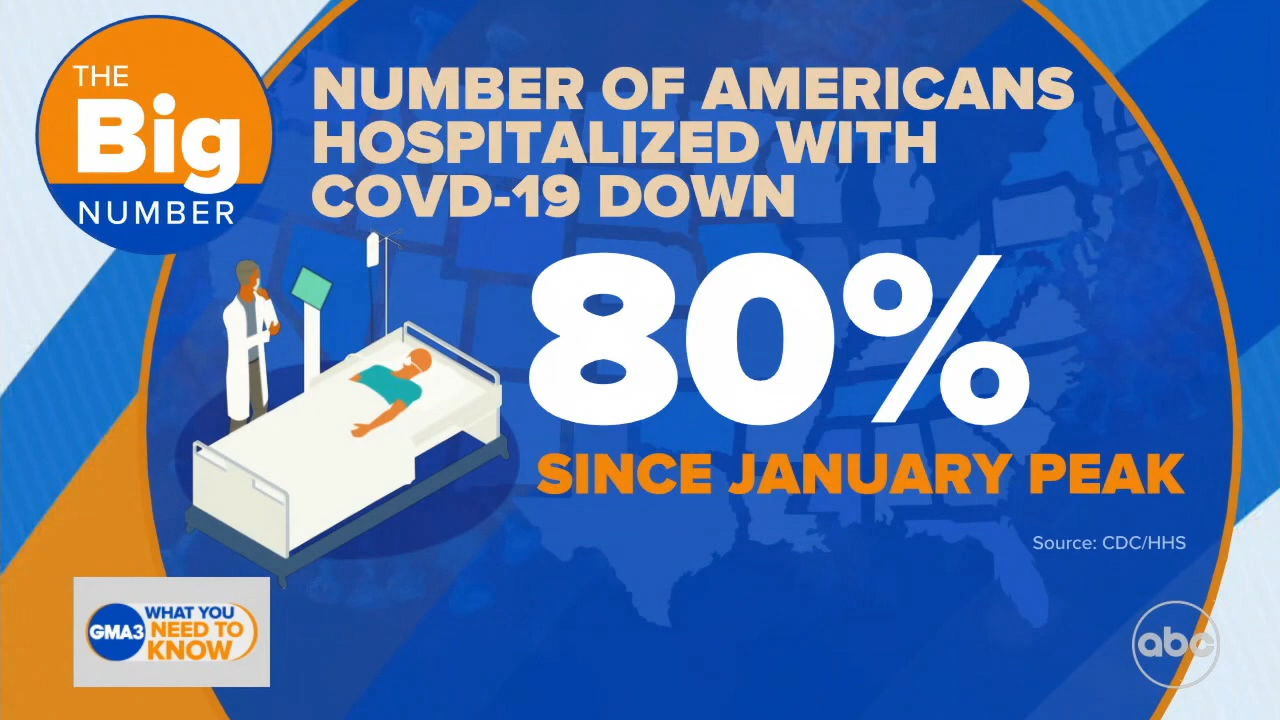 THE
Big
NUMBER
NUMBER OF AMERICANS
HOSPITALIZED WITH
COVD-19 DOWN
80%
SINCE JANUARY PEAK
Source: CDC/HHS
GMA3
WHAT YOU
NEED TO
KNOW
abc